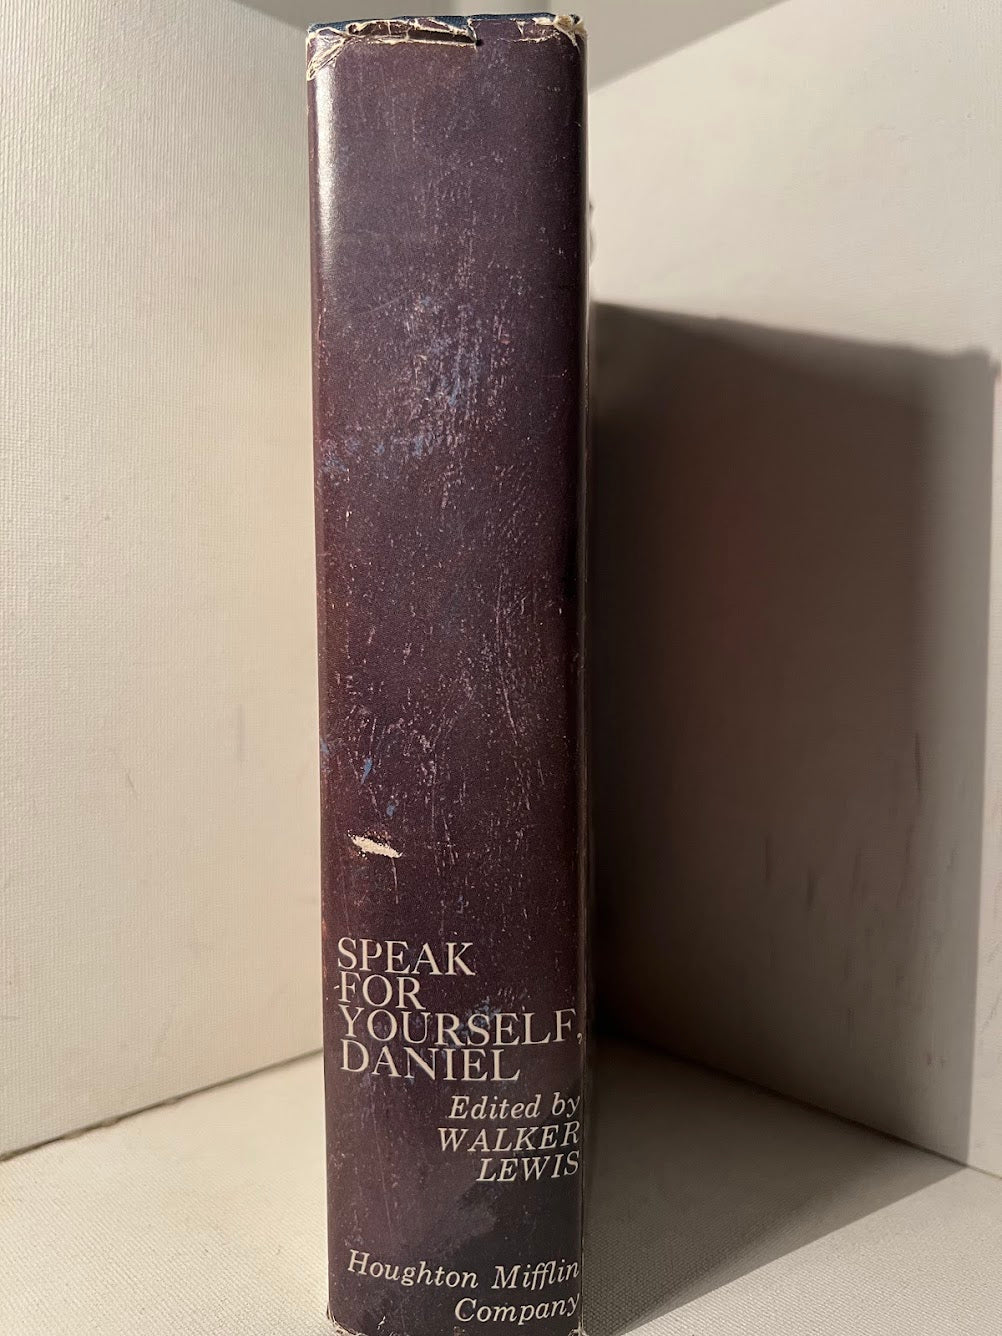 SPEAK
FOR
YOURSELF,
DANIEL
Edited by
WALKER
LEWIS
Houghton Mifflin
Company